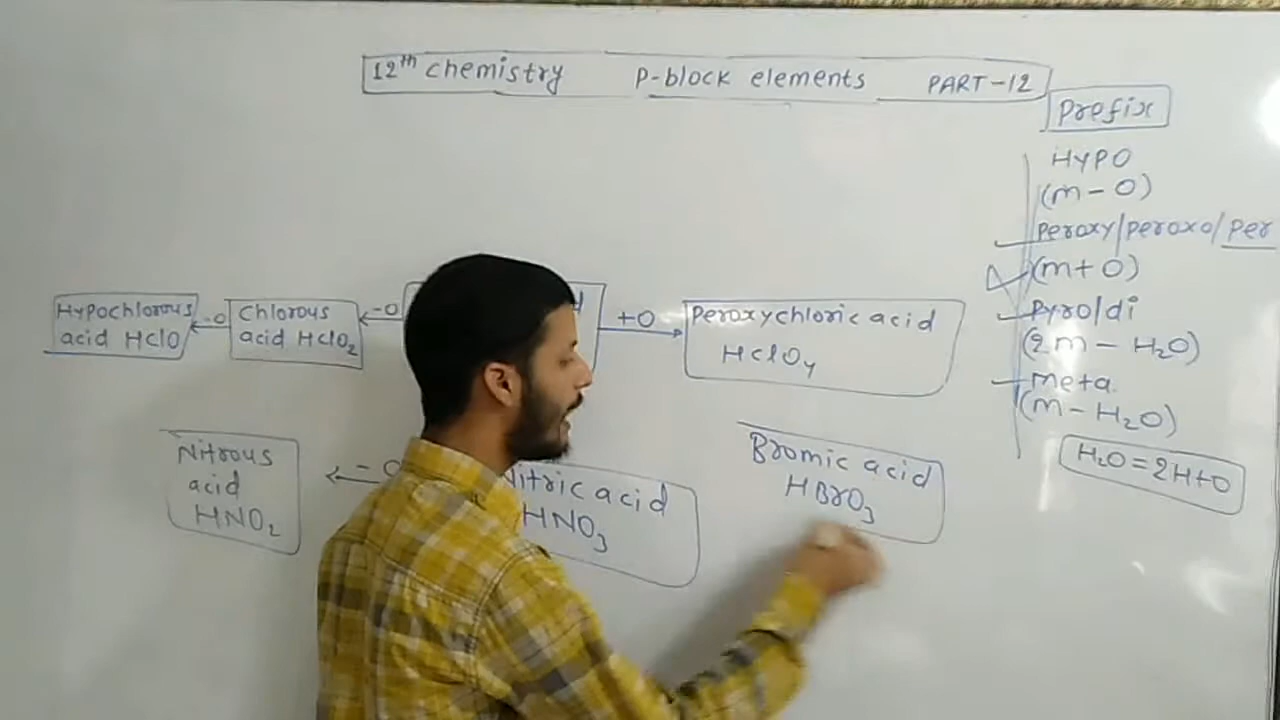 12th chemistry P-block elements PART-12
Prefix
HYPO
(m-O)
Peroxy/Peroxo/Per
(m+O)
Pyro/di
(2m - H2O)
meta
(m-H2O)
H2O=2H+O
Hypochlorous
acid HClO
-O
Chlorous
acid HClO2
-O
+O
Peroxychloric acid
HClO4
Nitrous
acid
HNO2
-O
Nitric acid
HNO3
Bromic acid
HBrO3